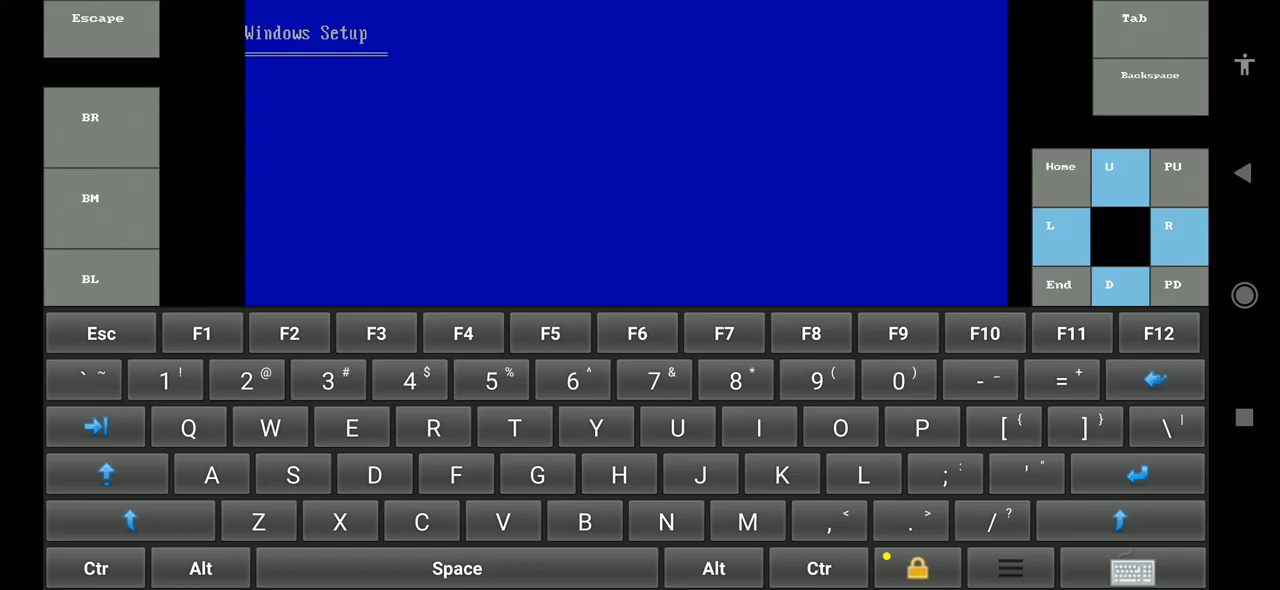 Escape
Windows Setup
Tab
Backspace
BR
BM
BL
Home U PU
L R
End D PD
Esc F1 F2 F3 F4 F5 F6 F7 F8 F9 F10 F11 F12
` ~ 1 ! 2 @ 3 # 4 $ 5 % 6 ^ 7 & 8 * 9 ( 0 ) - _ = +
Q W E R T Y U I O P [ { ] } \ |
A S D F G H J K L ; : ' "
Z X C V B N M , < . > / ?
Ctr Alt Space Alt Ctr